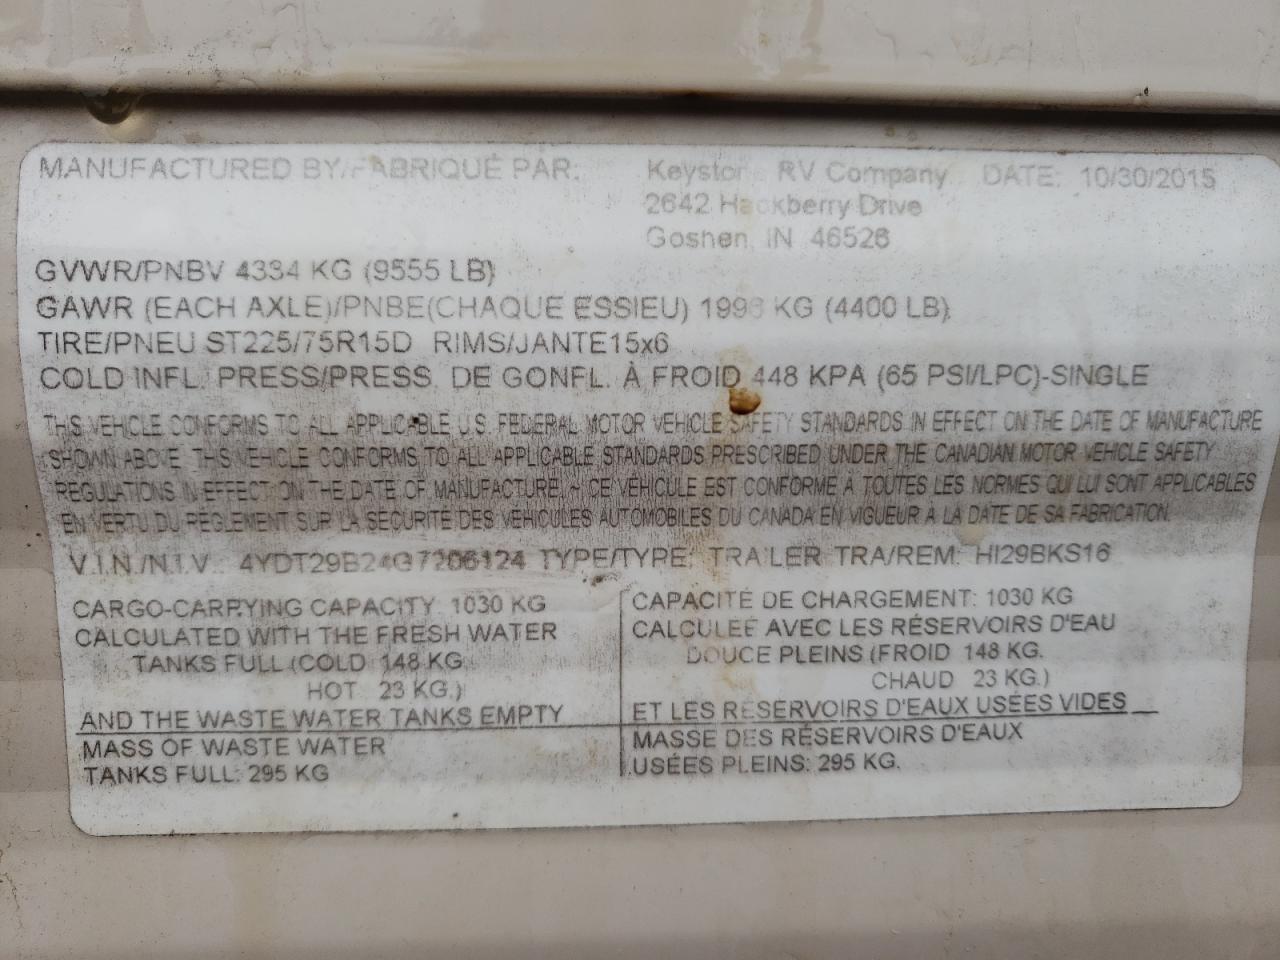 MANUFACTURED BY/FABRIQUÉ PAR: Keystone RV Company DATE: 10/30/2015
2642 Hackberry Drive
Goshen, IN 46526
GVWR/PNBV 4334 KG (9555 LB)
GAWR (EACH AXLE)/PNBE(CHAQUE ESSIEU) 1996 KG (4400 LB)
TIRE/PNEU ST225/75R15D RIMS/JANTE15x6
COLD INFL. PRESS/PRESS. DE GONFL. À FROID 448 KPA (65 PSI/LPC)-SINGLE
THIS VEHICLE CONFORMS TO ALL APPLICABLE U.S. FEDERAL MOTOR VEHICLE SAFETY STANDARDS IN EFFECT ON THE DATE OF MANUFACTURE
SHOWN ABOVE THIS VEHICLE CONFORMS TO ALL APPLICABLE STANDARDS PRESCRIBED UNDER THE CANADIAN MOTOR VEHICLE SAFETY
REGULATIONS IN EFFECT ON THE DATE OF MANUFACTURE. ~ CE VÉHICULE EST CONFORME À TOUTES LES NORMES QUI LUI SONT APPLICABLES
EN VERTU DU RÈGLEMENT SUR LA SÉCURITÉ DES VÉHICULES AUTOMOBILES DU CANADA EN VIGUEUR À LA DATE DE SA FABRICATION.
V.I.N./N.I.V.: 4YDT29B24G7206124 TYPE/TYPE: TRAILER TRA/REM: HI29BKS16
CARGO-CARRYING CAPACITY: 1030 KG
CALCULATED WITH THE FRESH WATER
TANKS FULL (COLD 148 KG.
HOT 23 KG.)
AND THE WASTE WATER TANKS EMPTY
MASS OF WASTE WATER
TANKS FULL: 295 KG
CAPACITÉ DE CHARGEMENT: 1030 KG
CALCULÉE AVEC LES RÉSERVOIRS D'EAU
DOUCE PLEINS (FROID 148 KG.
CHAUD 23 KG.)
ET LES RÉSERVOIRS D'EAUX USÉES VIDES
MASSE DES RÉSERVOIRS D'EAUX
USÉES PLEINS: 295 KG.